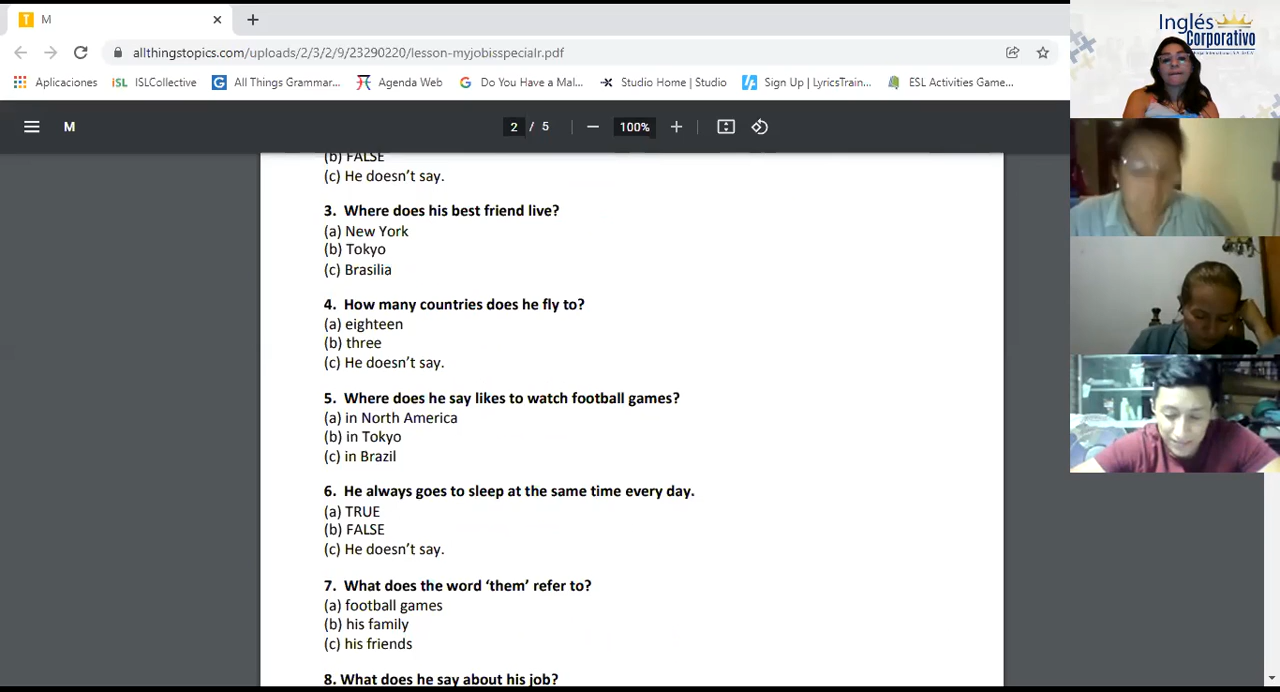 M
allthingstopics.com/uploads/2/3/2/9/23290220/lesson-myjobisspecialr.pdf
Aplicaciones iSL ISLCollective All Things Grammar... Agenda Web Do You Have a Mal... Studio Home | Studio Sign Up | LyricsTrain... ESL Activities Game...
M 2 / 5 100%
(b) FALSE
(c) He doesn't say.
3. Where does his best friend live?
(a) New York
(b) Tokyo
(c) Brasilia
4. How many countries does he fly to?
(a) eighteen
(b) three
(c) He doesn't say.
5. Where does he say likes to watch football games?
(a) in North America
(b) in Tokyo
(c) in Brazil
6. He always goes to sleep at the same time every day.
(a) TRUE
(b) FALSE
(c) He doesn't say.
7. What does the word 'them' refer to?
(a) football games
(b) his family
(c) his friends
8. What does he say about his job?
Inglés
Corporativo